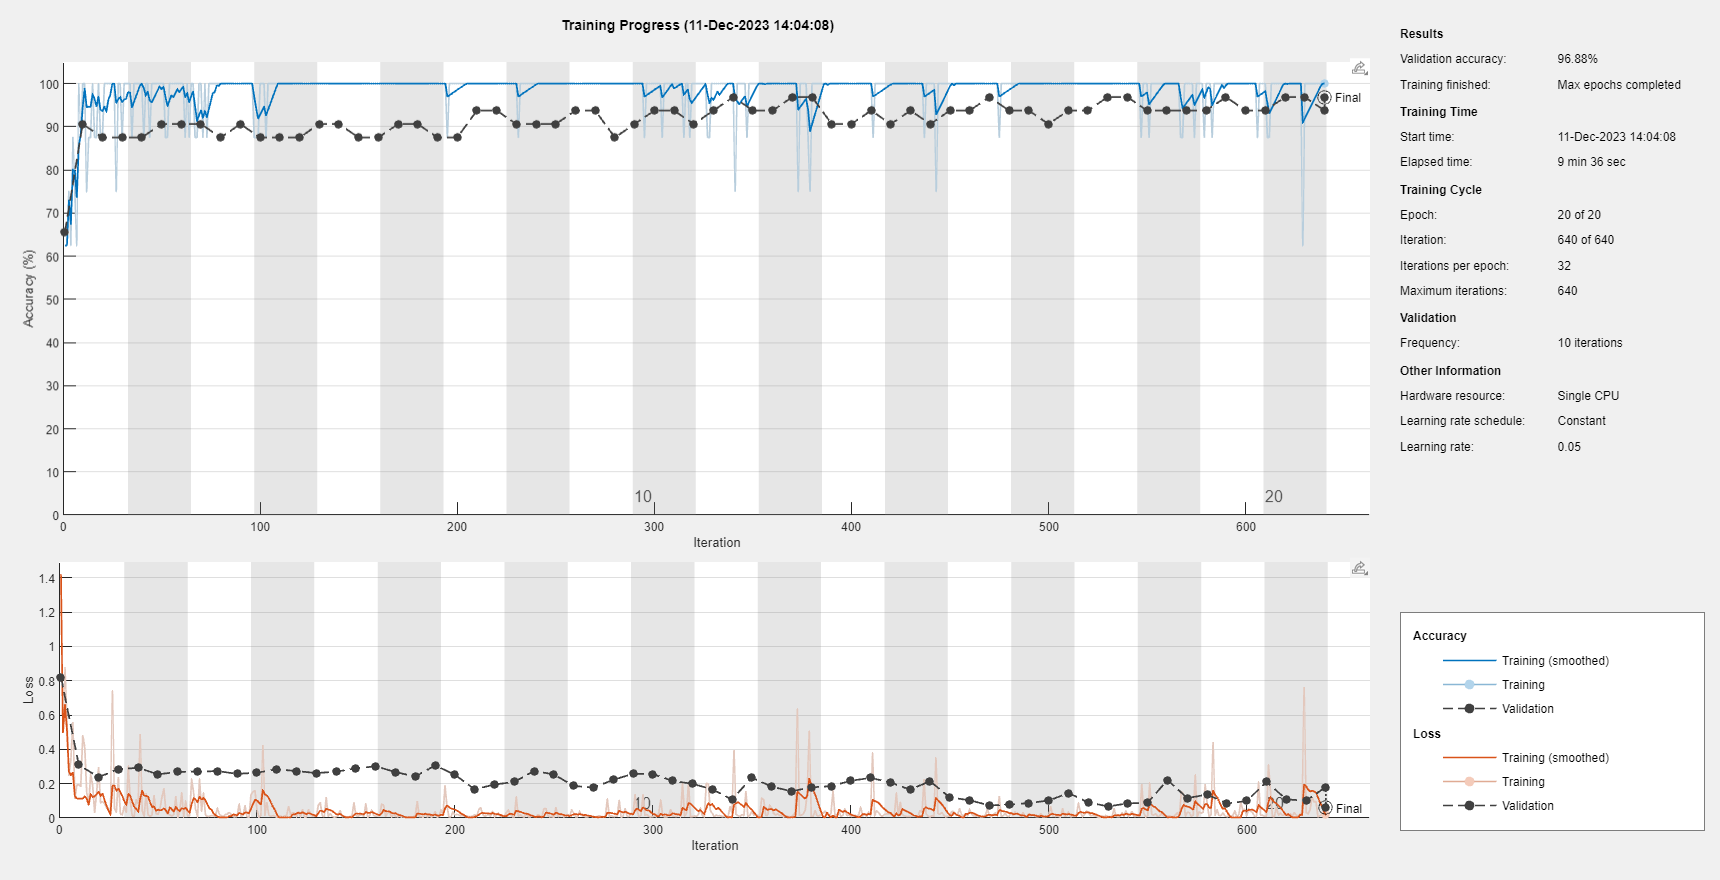 Training Progress (11-Dec-2023 14:04:08)
100
90
80
70
60
50
40
30
20
10
0
Accuracy (%)
Final
10
20
0
100
200
300
400
500
600
Iteration
1.4
1.2
1
0.8
0.6
0.4
0.2
0
Loss
10
20
Final
0
100
200
300
400
500
600
Iteration
Results
Validation accuracy: 96.88%
Training finished: Max epochs completed
Training Time
Start time: 11-Dec-2023 14:04:08
Elapsed time: 9 min 36 sec
Training Cycle
Epoch: 20 of 20
Iteration: 640 of 640
Iterations per epoch: 32
Maximum iterations: 640
Validation
Frequency: 10 iterations
Other Information
Hardware resource: Single CPU
Learning rate schedule: Constant
Learning rate: 0.05
Accuracy
Training (smoothed)
Training
Validation
Loss
Training (smoothed)
Training
Validation